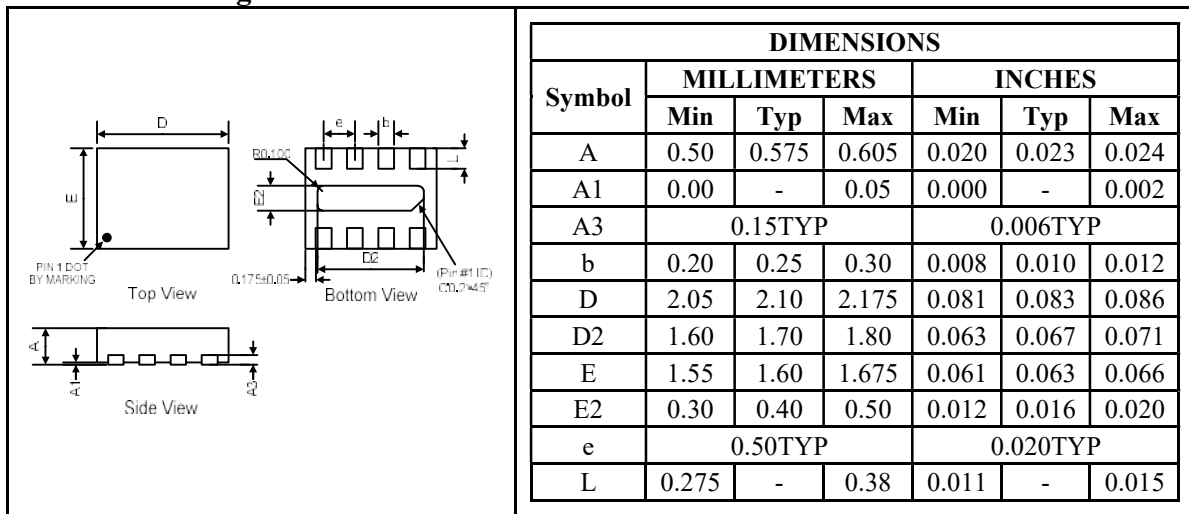 D
E
PIN 1 DOT
BY MARKING
Top View
e
b
L
R0.100
E2
D2
0.175±0.05
(Pin #1 ID)
C0.2*45°
Bottom View
A
A1
A3
Side View
DIMENSIONS
Symbol MILLIMETERS INCHES
Min Typ Max Min Typ Max
A 0.50 0.575 0.605 0.020 0.023 0.024
A1 0.00 - 0.05 0.000 - 0.002
A3 0.15TYP 0.006TYP
b 0.20 0.25 0.30 0.008 0.010 0.012
D 2.05 2.10 2.175 0.081 0.083 0.086
D2 1.60 1.70 1.80 0.063 0.067 0.071
E 1.55 1.60 1.675 0.061 0.063 0.066
E2 0.30 0.40 0.50 0.012 0.016 0.020
e 0.50TYP 0.020TYP
L 0.275 - 0.38 0.011 - 0.015